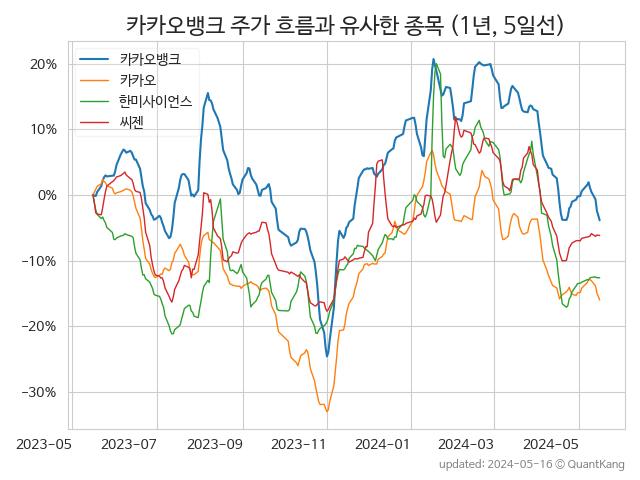 카카오뱅크 주가 흐름과 유사한 종목 (1년, 5일선)
카카오뱅크
카카오
한미사이언스
씨젠
20%
10%
0%
−10%
−20%
−30%
2023-05 2023-07 2023-09 2023-11 2024-01 2024-03 2024-05
updated: 2024-05-16 © QuantKang